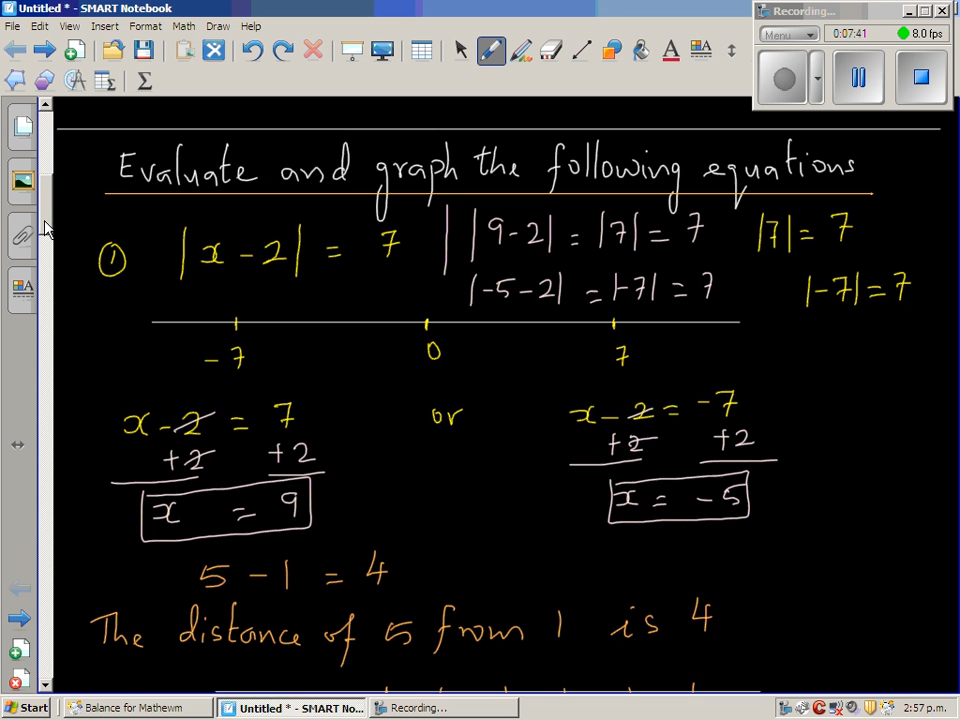 Untitled * - SMART Notebook
File Edit View Insert Format Math Draw Help
Recording...
Menu 0:07:41 8.0 fps
Evaluate and graph the following equations
① |x - 2| = 7
|9-2| = |7| = 7 |7| = 7
|-5-2| = |-7| = 7 |-7| = 7
-7 0 7
x - 2 = 7 or x - 2 = -7
+2 +2 +2 +2
x = 9 x = -5
5 - 1 = 4
The distance of 5 from 1 is 4
Start Balance for Mathewm Untitled * - SMART No... Recording... 2:57 p.m.